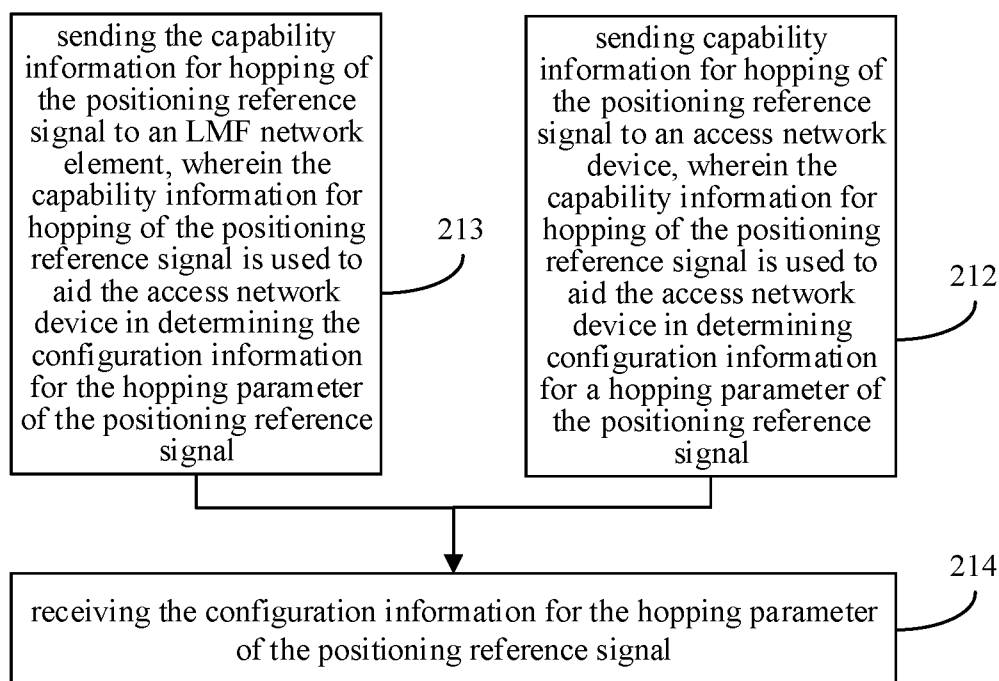 sending the capability
information for hopping of
the positioning reference
signal to an LMF network
element, wherein the
capability information for
hopping of the positioning
reference signal is used to
aid the access network
device in determining the
configuration information
for the hopping parameter
of the positioning reference
signal
213
sending capability
information for hopping of
the positioning reference
signal to an access network
device, wherein the
capability information for
hopping of the positioning
reference signal is used to
aid the access network
device in determining
configuration information
for a hopping parameter of
the positioning reference
signal
212
receiving the configuration information for the hopping parameter
of the positioning reference signal
214